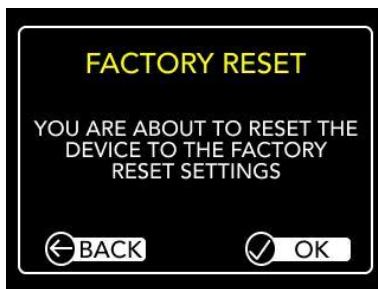 FACTORY RESET
YOU ARE ABOUT TO RESET THE
DEVICE TO THE FACTORY
RESET SETTINGS
BACK
OK